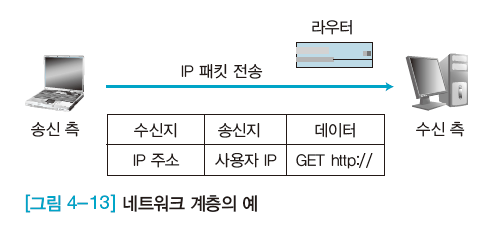 라우터
IP 패킷 전송
송신 측
수신 측
수신지 송신지 데이터
IP 주소 사용자 IP GET http://
[그림 4-13] 네트워크 계층의 예